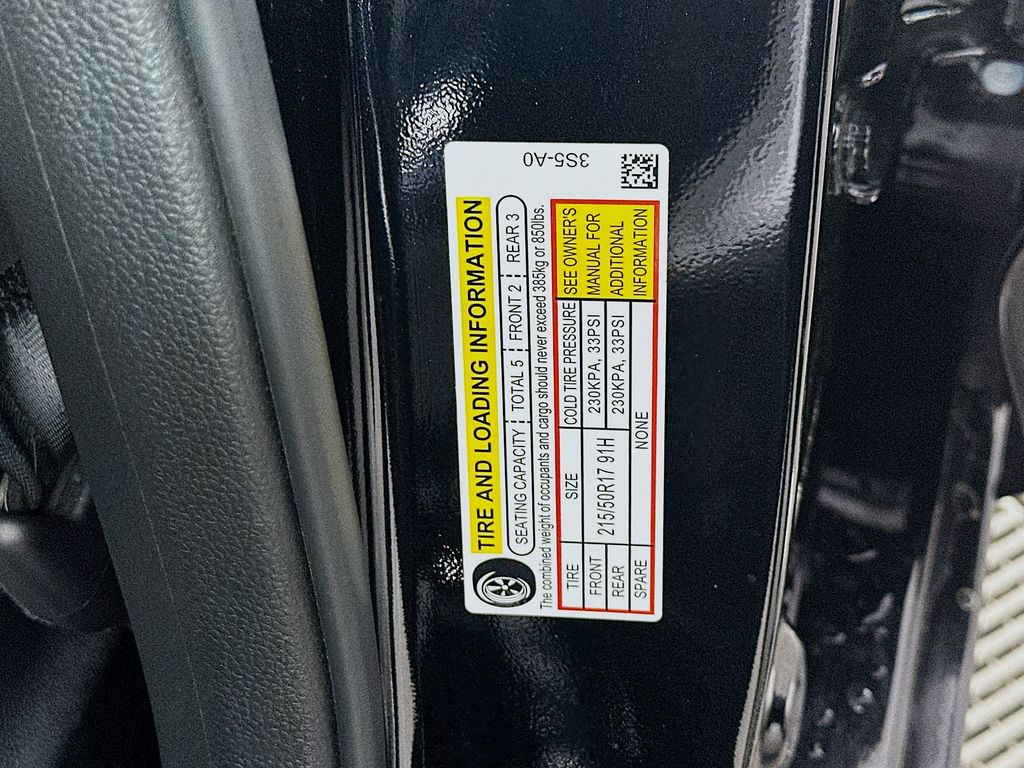 TIRE AND LOADING INFORMATION
SEATING CAPACITY TOTAL 5 FRONT 2 REAR 3
The combined weight of occupants and cargo should never exceed 385kg or 850lbs.
TIRE SIZE COLD TIRE PRESSURE
FRONT 215/50R17 91H 230KPA, 33PSI
REAR 230KPA, 33PSI
SPARE NONE
SEE OWNER'S
MANUAL FOR
ADDITIONAL
INFORMATION
3S5-A0